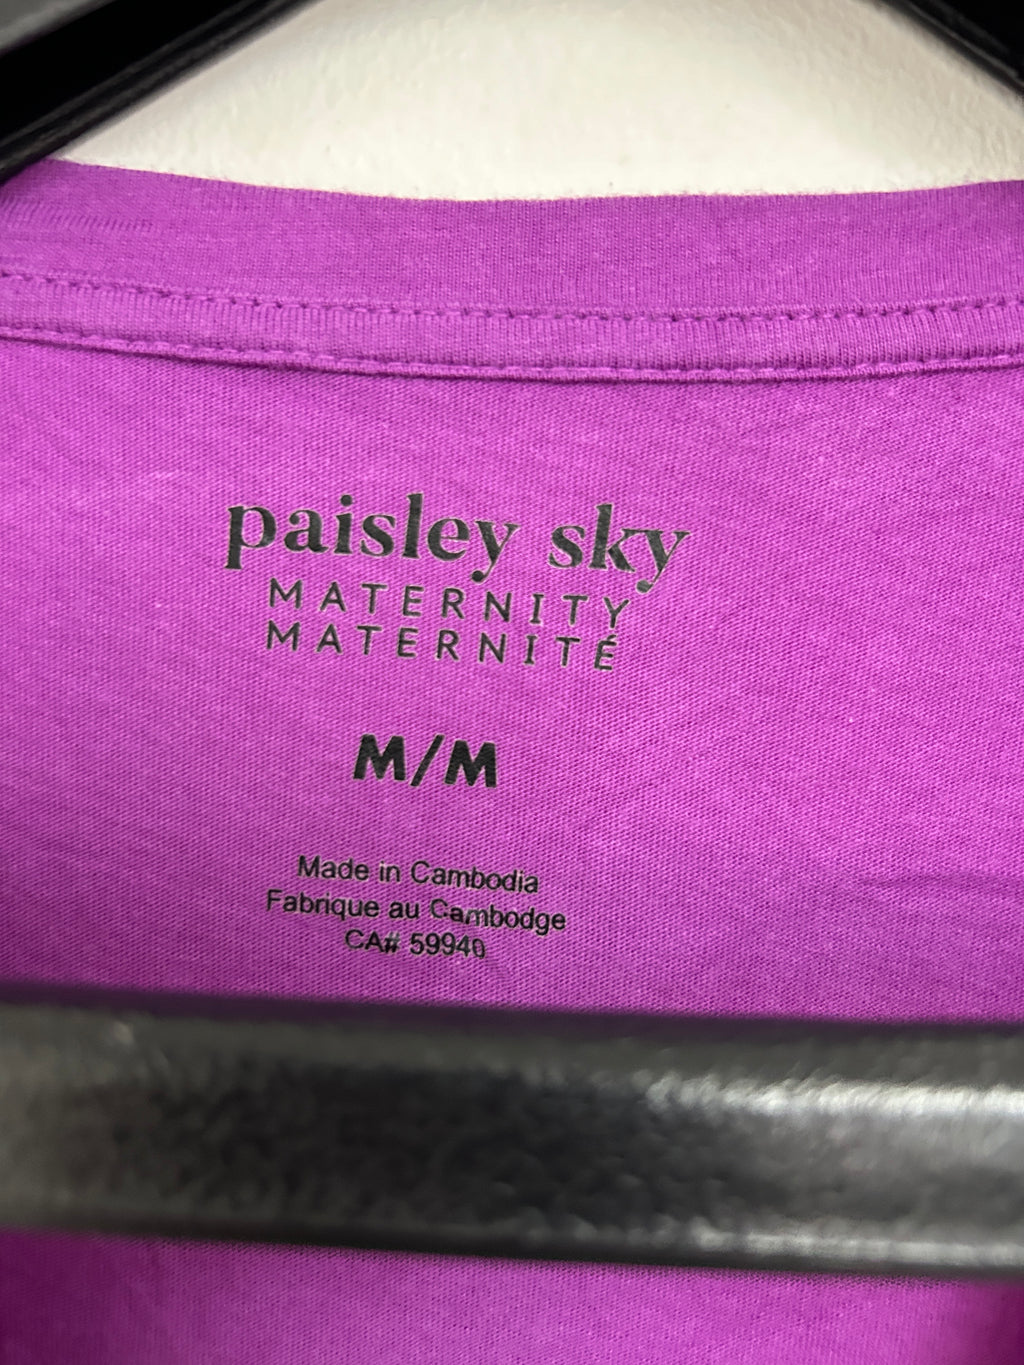 paisley sky
MATERNITY
MATERNITÉ
M/M
Made in Cambodia
Fabrique au Cambodge
CA# 59940